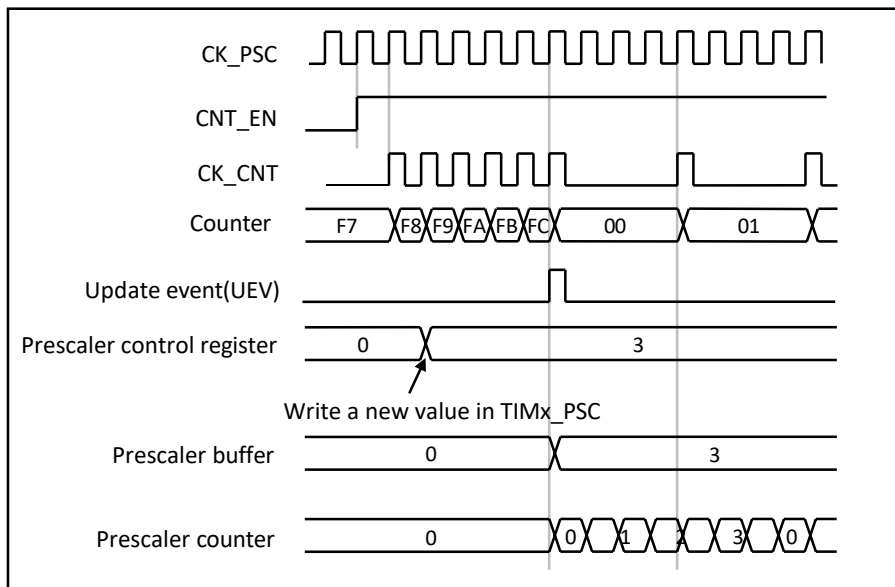 CK_PSC
CNT_EN
CK_CNT
Counter F7 F8 F9 FA FB FC 00 01
Update event(UEV)
Prescaler control register 0 3
Write a new value in TIMx_PSC
Prescaler buffer 0 3
Prescaler counter 0 0 1 2 3 0